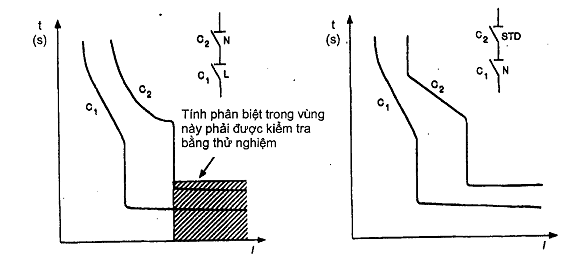 t
(s)
C₂ N
C₁ L
C₁
C₂
Tính phân biệt trong vùng
này phải được kiểm tra
bằng thử nghiệm
I
t
(s)
C₂ STD
C₁ N
C₁
C₂
I